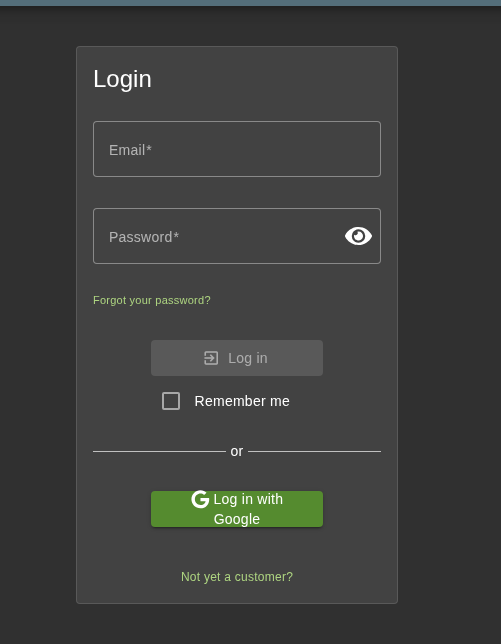 Login
Email*
Password*
Forgot your password?
Log in
Remember me
or
Log in with
Google
Not yet a customer?